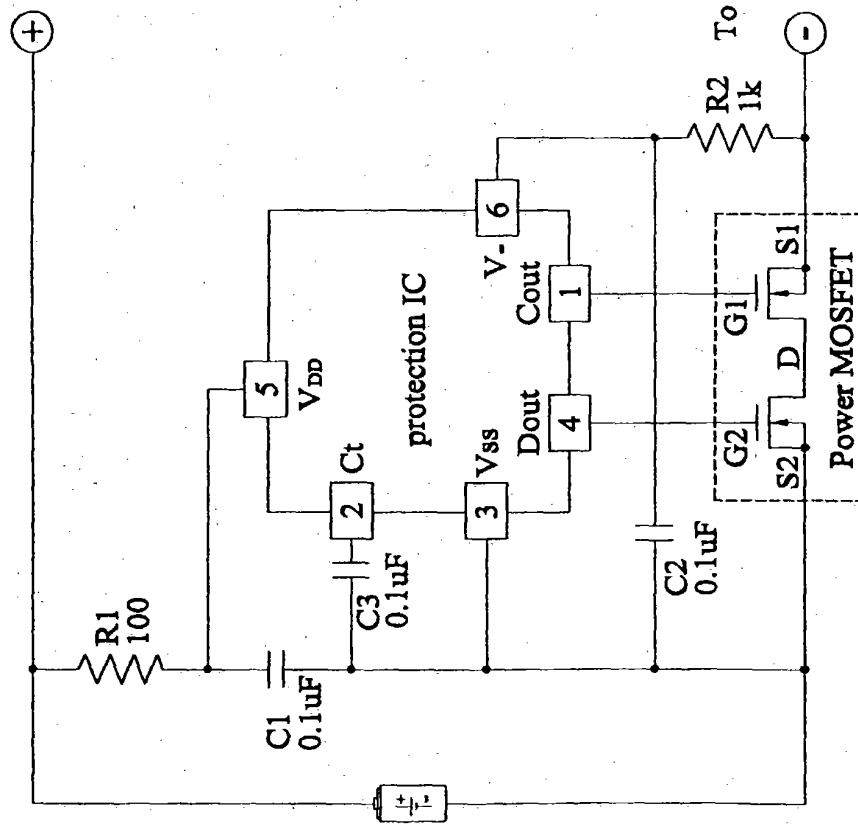 +
To
-
R1
100
C1
0.1uF
5
VDD
Ct
2
C3
0.1uF
protection IC
Vss
3
V-
6
Dout
4
Cout
1
C2
0.1uF
R2
1k
G2
G1
S2
D
S1
Power MOSFET